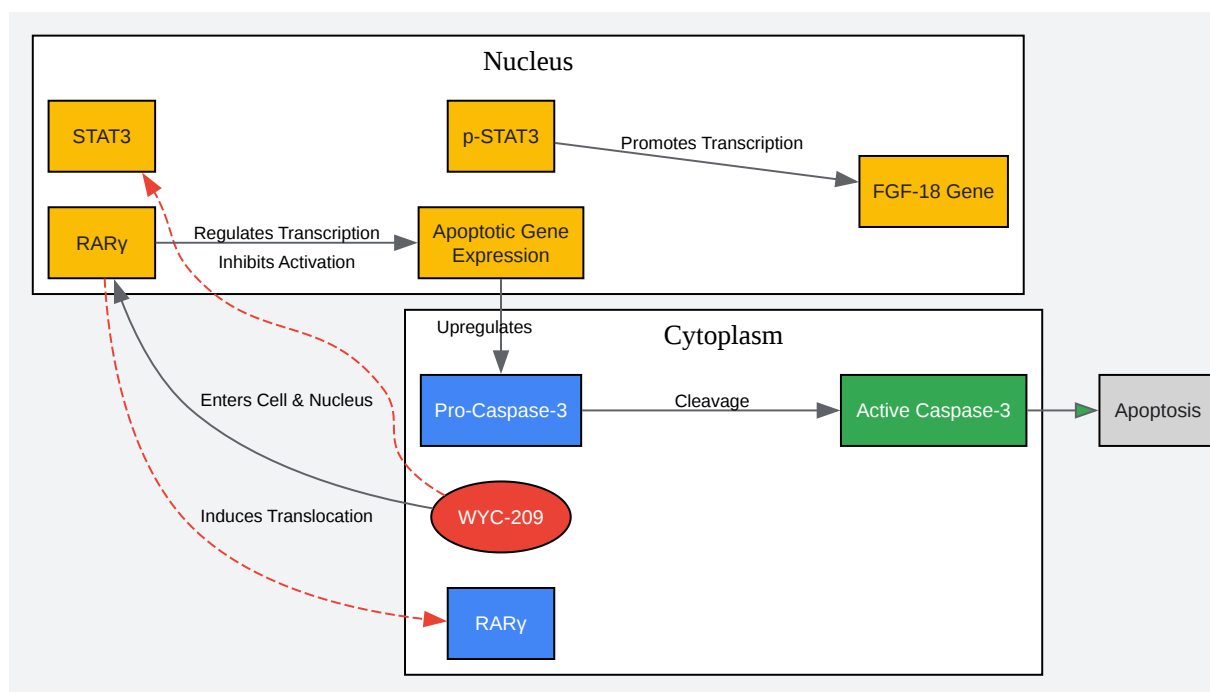 Nucleus
STAT3
p-STAT3
Promotes Transcription
FGF-18 Gene
RARγ
Regulates Transcription
Inhibits Activation
Apoptotic Gene
Expression
Upregulates
Cytoplasm
Enters Cell & Nucleus
Pro-Caspase-3
Cleavage
Active Caspase-3
Apoptosis
Induces Translocation
WYC-209
RARγ